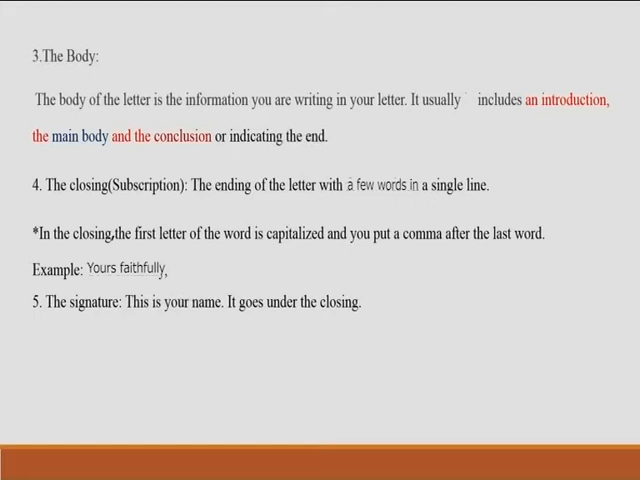 3.The Body:
The body of the letter is the information you are writing in your letter. It usually includes an introduction,
the main body and the conclusion or indicating the end.
4. The closing(Subscription): The ending of the letter with a few words in a single line.
*In the closing,the first letter of the word is capitalized and you put a comma after the last word.
Example: Yours faithfully,
5. The signature: This is your name. It goes under the closing.